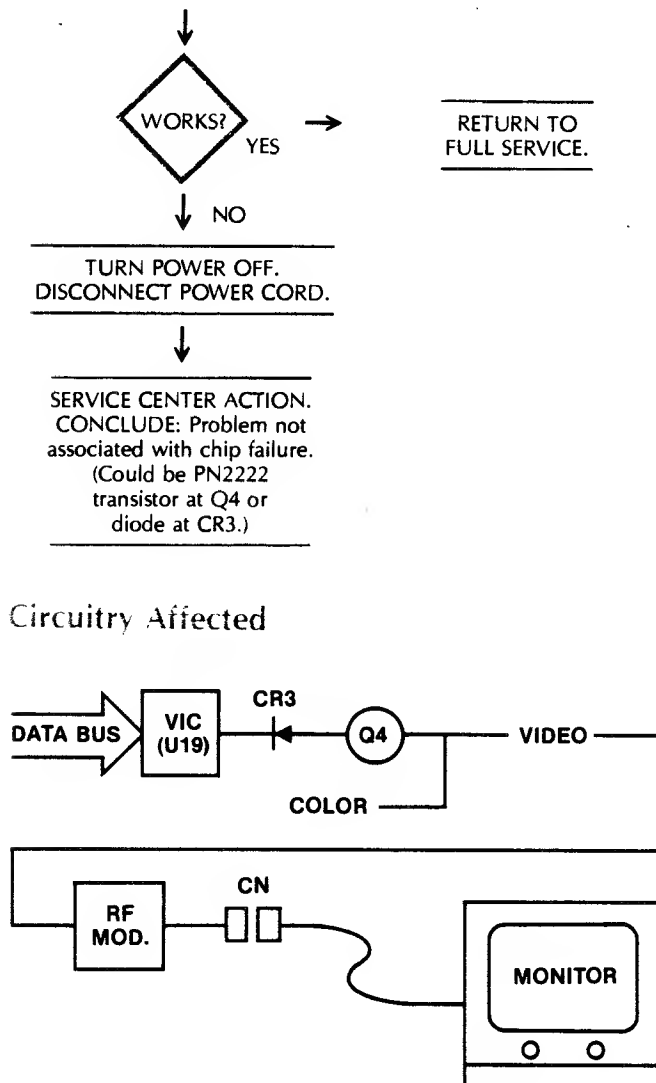 WORKS?
YES
RETURN TO
FULL SERVICE.
NO
TURN POWER OFF.
DISCONNECT POWER CORD.
SERVICE CENTER ACTION.
CONCLUDE: Problem not
associated with chip failure.
(Could be PN2222
transistor at Q4 or
diode at CR3.)
Circuitry Affected
DATA BUS
VIC
(U19)
CR3
Q4
VIDEO
COLOR
RF
MOD.
CN
MONITOR